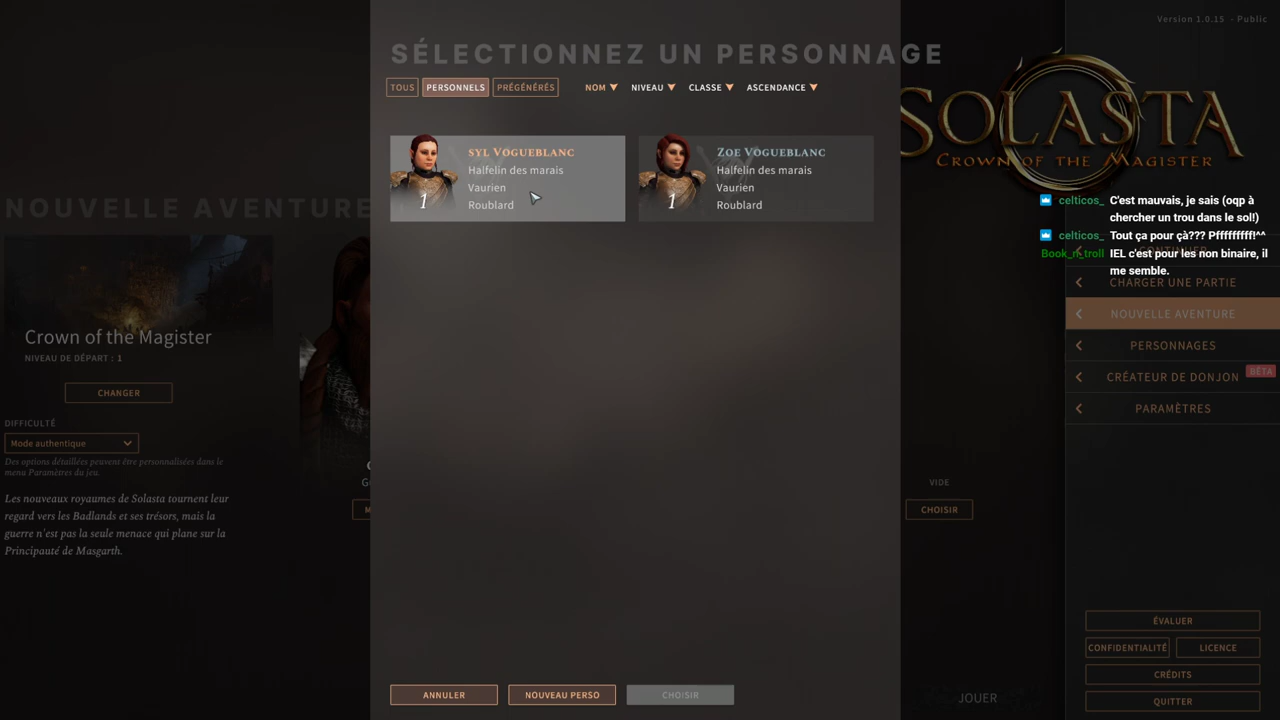 Version 1.0.15 - Public
SÉLECTIONNEZ UN PERSONNAGE
TOUS
PERSONNELS
PRÉGÉNÉRÉS
NOM
NIVEAU
CLASSE
ASCENDANCE
SYL VOGUEBLANC
Halfelin des marais
Vaurien
Roublard
1
ZOE VOGUEBLANC
Halfelin des marais
Vaurien
Roublard
1
NOUVELLE AVENTURE
Crown of the Magister
NIVEAU DE DÉPART : 1
CHANGER
DIFFICULTÉ
Mode authentique
Des options détaillées peuvent être personnalisées dans le
menu Paramètres du jeu.
Les nouveaux royaumes de Solasta tournent leur
regard vers les Badlands et ses trésors, mais la
guerre n'est pas la seule menace qui plane sur la
Principauté de Masgarth.
VIDE
CHOISIR
ANNULER
NOUVEAU PERSO
CHOISIR
JOUER
SOLASTA
CROWN OF THE MAGISTER
celticos_ C'est mauvais, je sais (oqp à
chercher un trou dans le sol!)
celticos_ Tout ça pour çà??? Pfffffffff!^^
Book_n_troll IEL c'est pour les non binaire, il
me semble.
CONTINUER
CHARGER UNE PARTIE
NOUVELLE AVENTURE
PERSONNAGES
CRÉATEUR DE DONJON
BÊTA
PARAMÈTRES
ÉVALUER
CONFIDENTIALITÉ
LICENCE
CRÉDITS
QUITTER